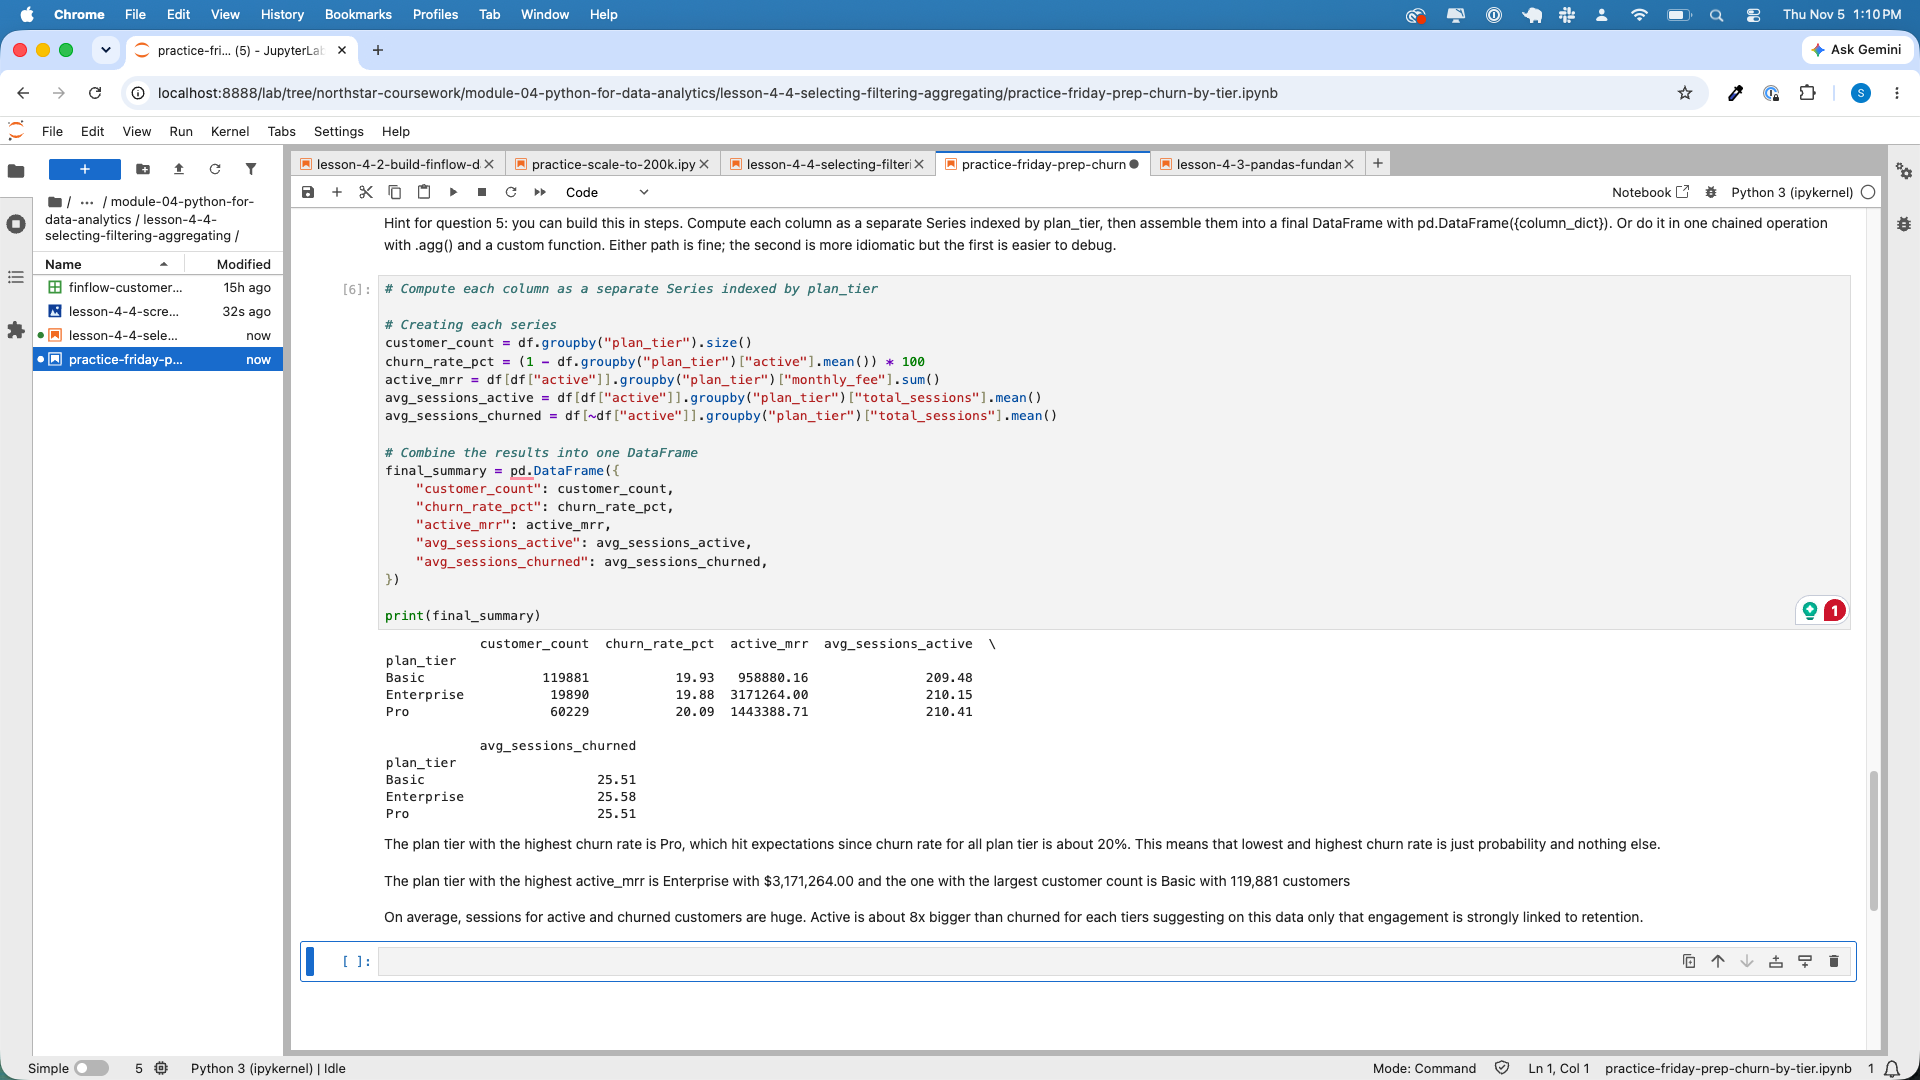 Chrome File Edit View History Bookmarks Profiles Tab Window Help Thu Nov 5 1:10 PM
practice-fri... (5) - JupyterLa Ask Gemini
localhost:8888/lab/tree/northstar-coursework/module-04-python-for-data-analytics/lesson-4-4-selecting-filtering-aggregating/practice-friday-prep-churn-by-tier.ipynb S
File Edit View Run Kernel Tabs Settings Help
lesson-4-2-build-finflow-d practice-scale-to-200k.ipy lesson-4-4-selecting-filteri practice-friday-prep-churn lesson-4-3-pandas-fundan
Code Notebook Python 3 (ipykernel)
/ ··· / module-04-python-for-
data-analytics / lesson-4-4-
selecting-filtering-aggregating /
Name Modified
finflow-customer... 15h ago
lesson-4-4-scre... 32s ago
lesson-4-4-sele... now
practice-friday-p... now
Hint for question 5: you can build this in steps. Compute each column as a separate Series indexed by plan_tier, then assemble them into a final DataFrame with pd.DataFrame({column_dict}). Or do it in one chained operation
with .agg() and a custom function. Either path is fine; the second is more idiomatic but the first is easier to debug.
[6]: # Compute each column as a separate Series indexed by plan_tier
# Creating each series
customer_count = df.groupby("plan_tier").size()
churn_rate_pct = (1 - df.groupby("plan_tier")["active"].mean()) * 100
active_mrr = df[df["active"]].groupby("plan_tier")["monthly_fee"].sum()
avg_sessions_active = df[df["active"]].groupby("plan_tier")["total_sessions"].mean()
avg_sessions_churned = df[~df["active"]].groupby("plan_tier")["total_sessions"].mean()
# Combine the results into one DataFrame
final_summary = pd.DataFrame({
"customer_count": customer_count,
"churn_rate_pct": churn_rate_pct,
"active_mrr": active_mrr,
"avg_sessions_active": avg_sessions_active,
"avg_sessions_churned": avg_sessions_churned,
})
print(final_summary)
1
customer_count churn_rate_pct active_mrr avg_sessions_active \
plan_tier
Basic 119881 19.93 958880.16 209.48
Enterprise 19890 19.88 3171264.00 210.15
Pro 60229 20.09 1443388.71 210.41
avg_sessions_churned
plan_tier
Basic 25.51
Enterprise 25.58
Pro 25.51
The plan tier with the highest churn rate is Pro, which hit expectations since churn rate for all plan tier is about 20%. This means that lowest and highest churn rate is just probability and nothing else.
The plan tier with the highest active_mrr is Enterprise with $3,171,264.00 and the one with the largest customer count is Basic with 119,881 customers
On average, sessions for active and churned customers are huge. Active is about 8x bigger than churned for each tiers suggesting on this data only that engagement is strongly linked to retention.
[ ]:
Simple 5 Python 3 (ipykernel) | Idle Mode: Command Ln 1, Col 1 practice-friday-prep-churn-by-tier.ipynb 1